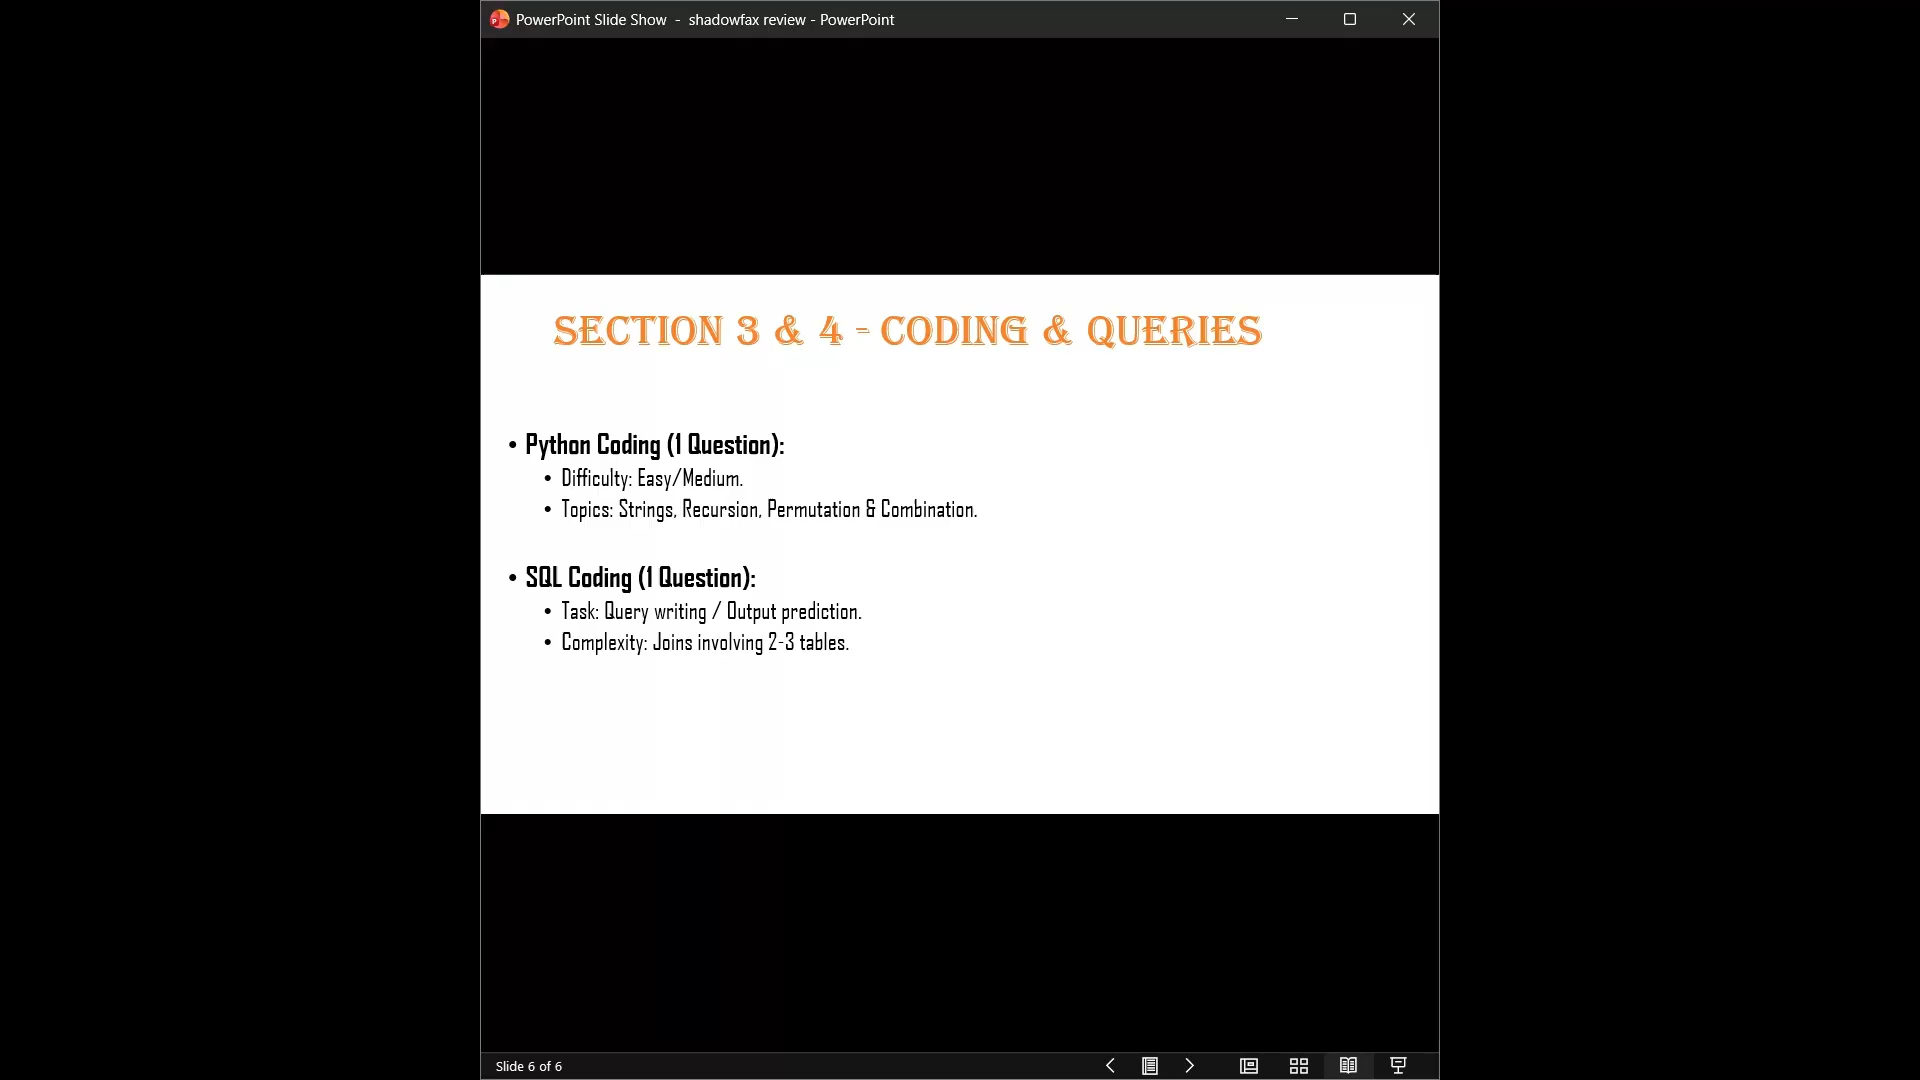 PowerPoint Slide Show - shadowfax review - PowerPoint
SECTION 3 & 4 - CODING & QUERIES
• Python Coding (1 Question):
• Difficulty: Easy/Medium.
• Topics: Strings, Recursion, Permutation & Combination.
• SQL Coding (1 Question):
• Task: Query writing / Output prediction.
• Complexity: Joins involving 2-3 tables.
Slide 6 of 6